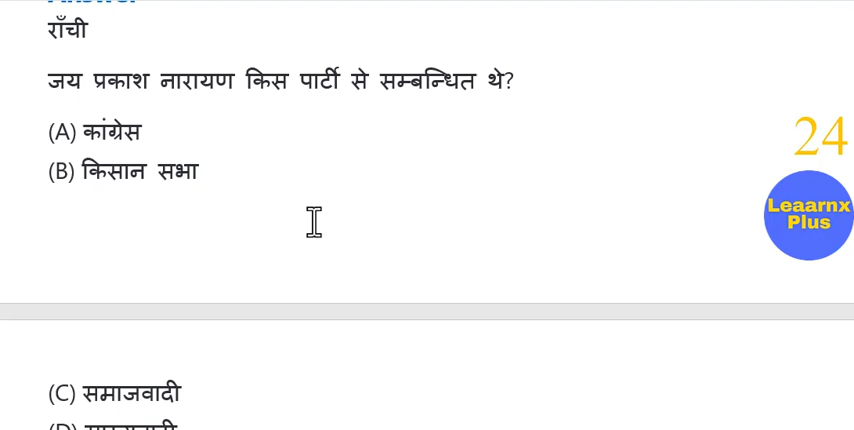 राँची
जय प्रकाश नारायण किस पार्टी से सम्बन्धित थे?
(A) कांग्रेस
24
(B) किसान सभा
Leaarnx
Plus
(C) समाजवादी